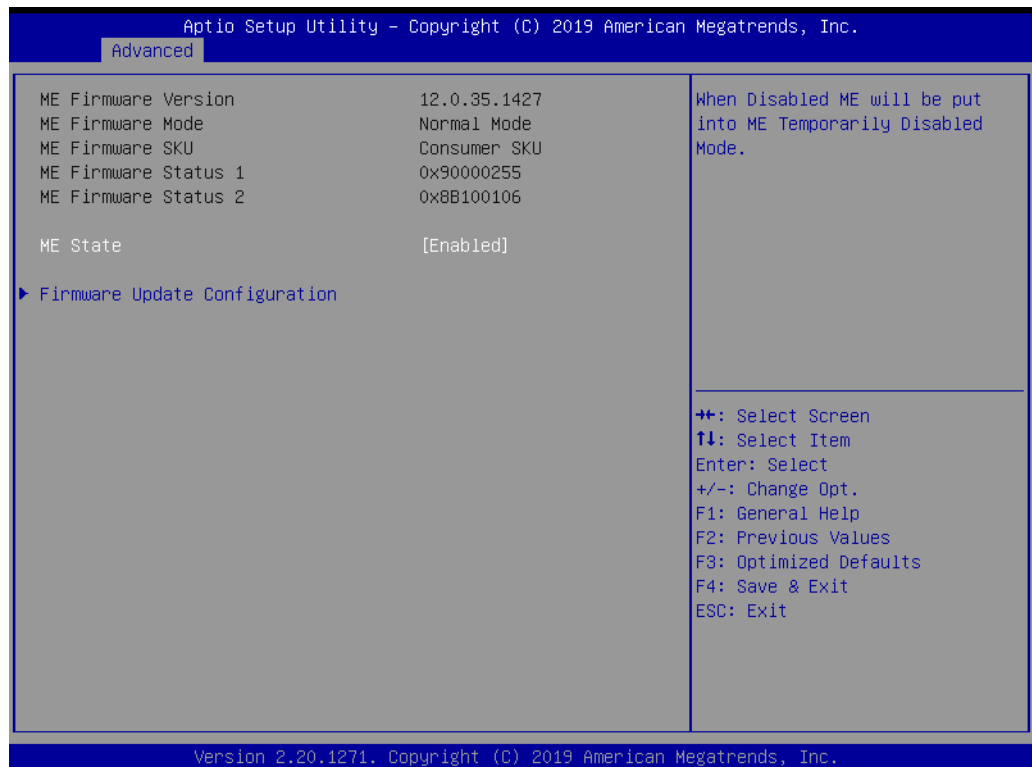 Aptio Setup Utility – Copyright (C) 2019 American Megatrends, Inc.
Advanced
ME Firmware Version 12.0.35.1427
ME Firmware Mode Normal Mode
ME Firmware SKU Consumer SKU
ME Firmware Status 1 0x90000255
ME Firmware Status 2 0x8B100106
ME State [Enabled]
▶ Firmware Update Configuration
When Disabled ME will be put
into ME Temporarily Disabled
Mode.
→←: Select Screen
↑↓: Select Item
Enter: Select
+/-: Change Opt.
F1: General Help
F2: Previous Values
F3: Optimized Defaults
F4: Save & Exit
ESC: Exit
Version 2.20.1271. Copyright (C) 2019 American Megatrends, Inc.